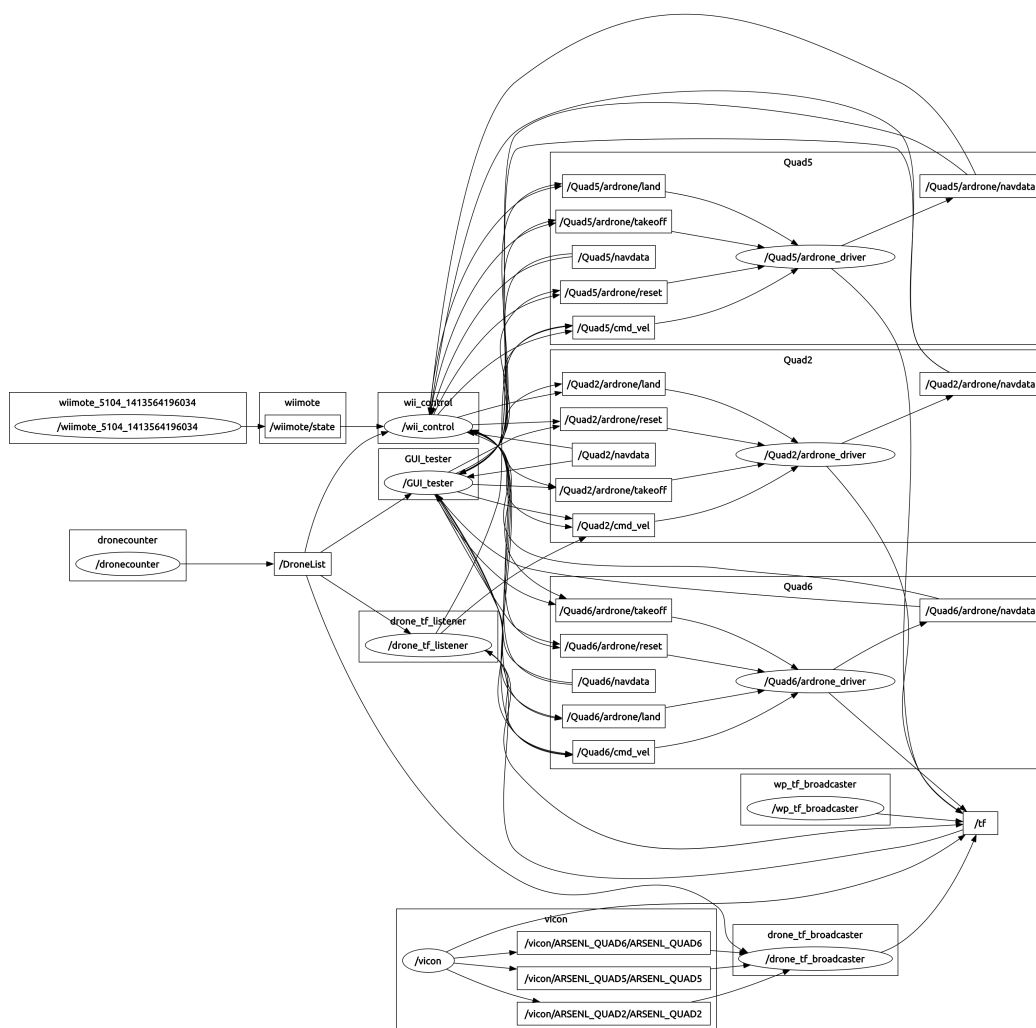 Quad5
/Quad5/ardrone/land
/Quad5/ardrone/navdata
/Quad5/ardrone/takeoff
/Quad5/navdata
/Quad5/ardrone_driver
/Quad5/ardrone/reset
/Quad5/cmd_vel
Quad2
/Quad2/ardrone/land
/Quad2/ardrone/navdata
/Quad2/ardrone/reset
/Quad2/navdata
/Quad2/ardrone_driver
/Quad2/ardrone/takeoff
/Quad2/cmd_vel
wiimote_5104_1413564196034
/wiimote_5104_1413564196034
wiimote
/wiimote/state
wii_control
/wii_control
GUI_tester
/GUI_tester
dronecounter
/dronecounter
/DroneList
drone_tf_listener
/drone_tf_listener
Quad6
/Quad6/ardrone/takeoff
/Quad6/ardrone/navdata
/Quad6/ardrone/reset
/Quad6/navdata
/Quad6/ardrone_driver
/Quad6/ardrone/land
/Quad6/cmd_vel
wp_tf_broadcaster
/wp_tf_broadcaster
/tf
vicon
/vicon
/vicon/ARSENL_QUAD6/ARSENL_QUAD6
/vicon/ARSENL_QUAD5/ARSENL_QUAD5
/vicon/ARSENL_QUAD2/ARSENL_QUAD2
drone_tf_broadcaster
/drone_tf_broadcaster